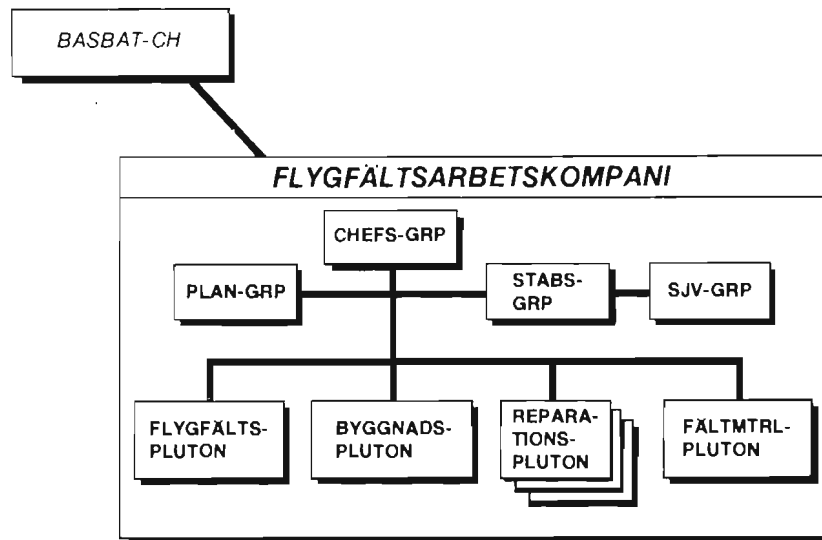 BASBAT-CH
FLYGFÄLTSARBETSKOMPANI
CHEFS-GRP
PLAN-GRP
STABS-
GRP
SJV-GRP
FLYGFÄLTS-
PLUTON
BYGGNADS-
PLUTON
REPARA-
TIONS-
PLUTON
FÄLTMTRL-
PLUTON